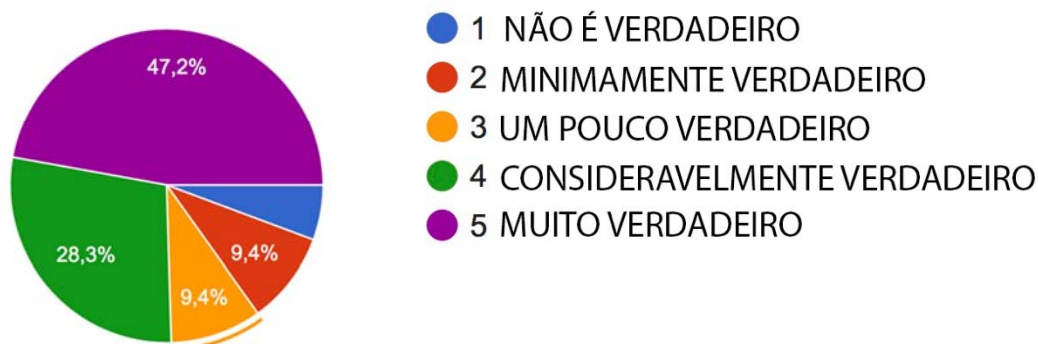 47,2%
28,3%
9,4%
9,4%
1 NÃO É VERDADEIRO
2 MINIMAMENTE VERDADEIRO
3 UM POUCO VERDADEIRO
4 CONSIDERAVELMENTE VERDADEIRO
5 MUITO VERDADEIRO